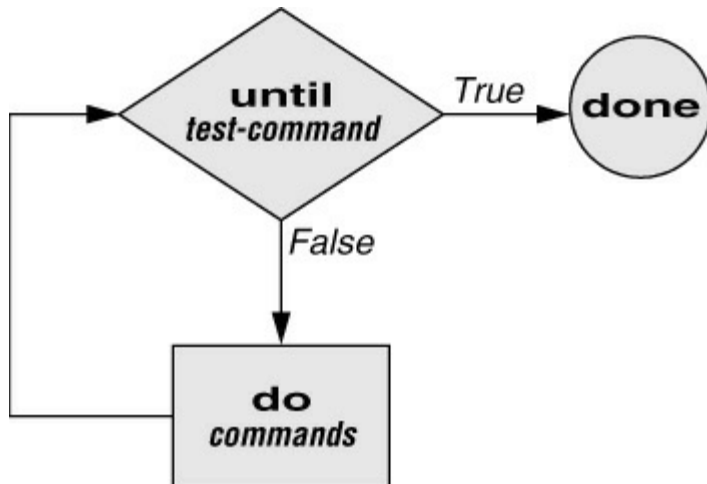 until
test-command
True
done
False
do
commands